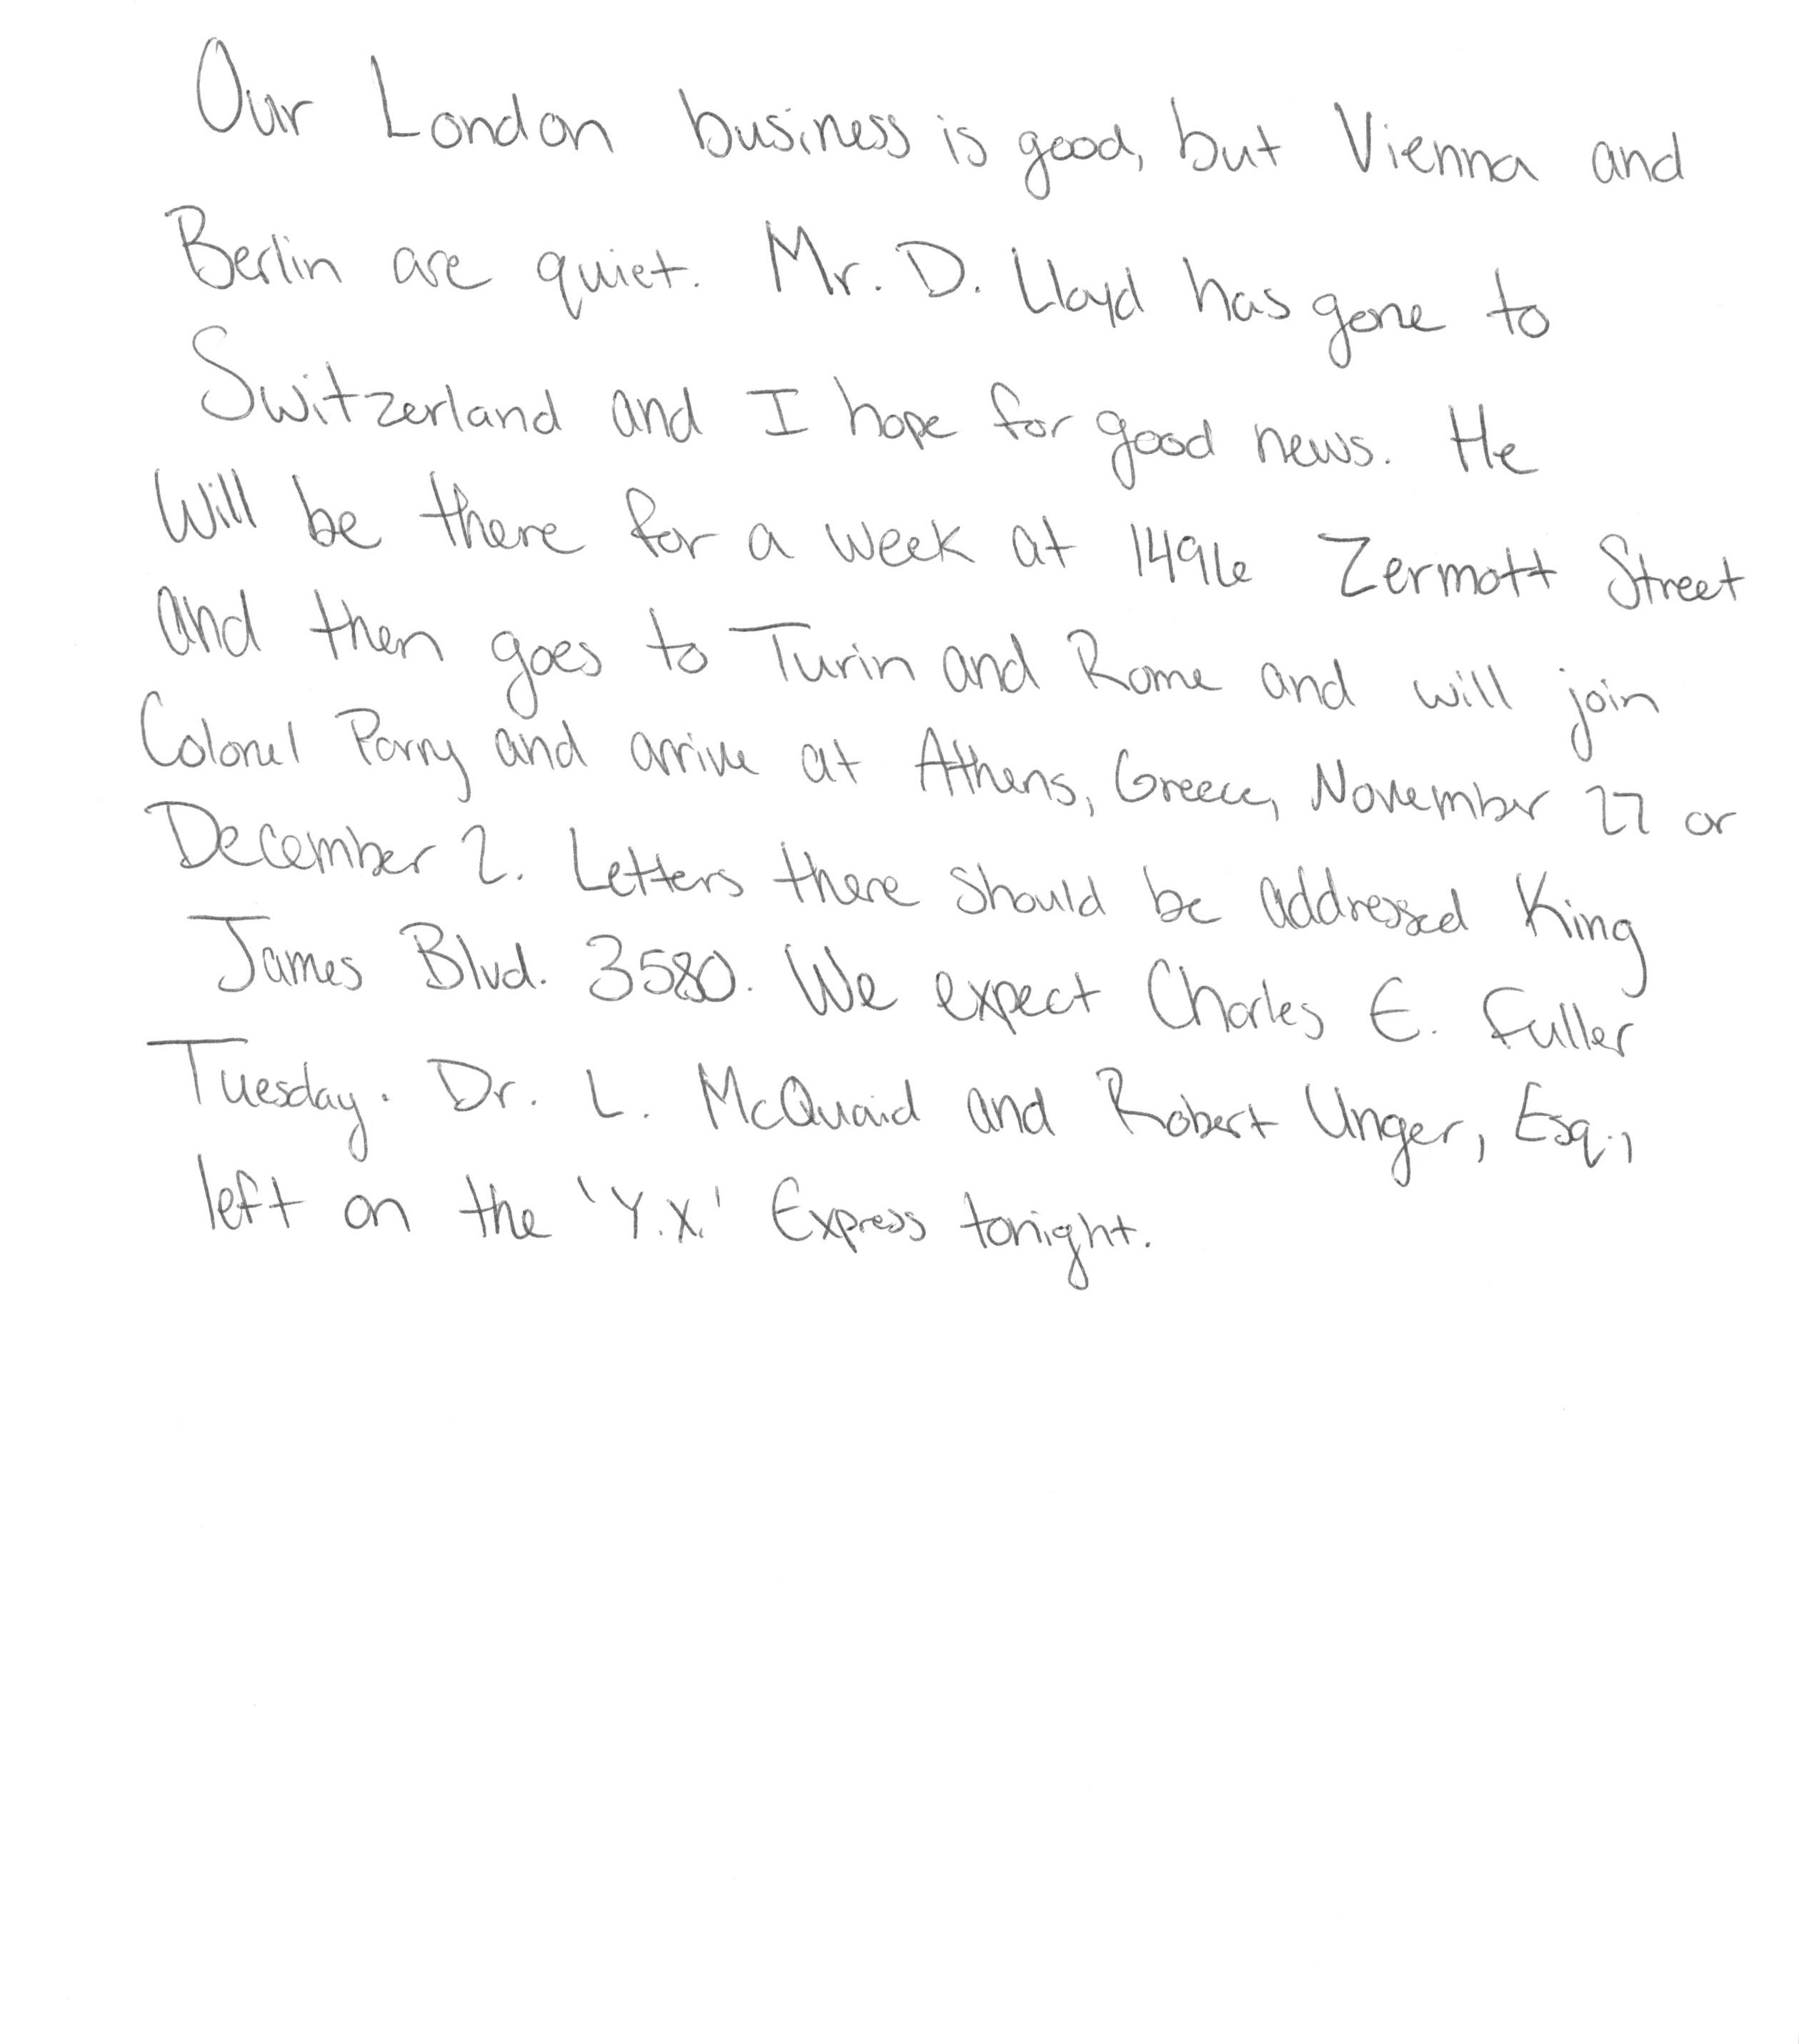 Our London business is good, but Vienna and
Berlin are quiet. Mr. D. Lloyd has gone to
Switzerland and I hope for good news. He
Will be there for a week at 1496 Zermott Street
and then goes to Turin and Rome and will join
Colonel Parry and arrive at Athens, Greece, November 27 or
December 2. Letters there should be addressed King
James Blvd. 3580. We expect Charles E. Fuller
Tuesday. Dr. L. McQuaid and Robert Unger, Esq.,
left on the 'Y.X.' Express tonight.